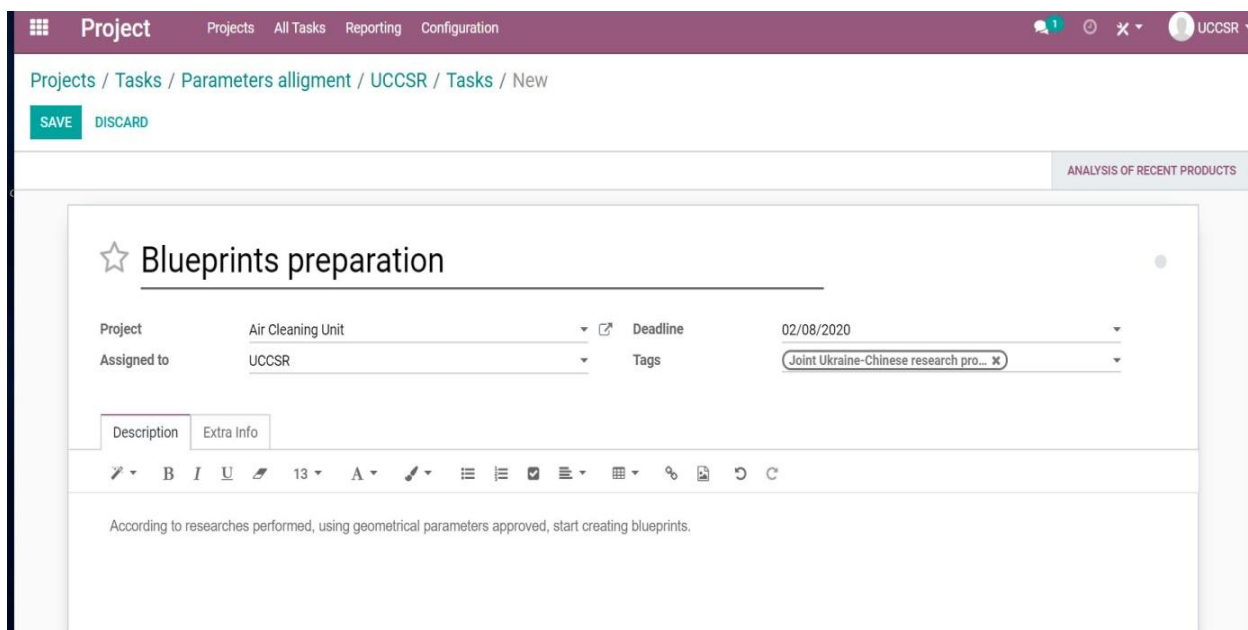 Project Projects All Tasks Reporting Configuration 1 UCCSR
Projects / Tasks / Parameters alligment / UCCSR / Tasks / New
SAVE DISCARD
ANALYSIS OF RECENT PRODUCTS
Blueprints preparation
Project Air Cleaning Unit Deadline 02/08/2020
Assigned to UCCSR Tags Joint Ukraine-Chinese research pro... ×
Description Extra Info
B I U 13 A
According to researches performed, using geometrical parameters approved, start creating blueprints.